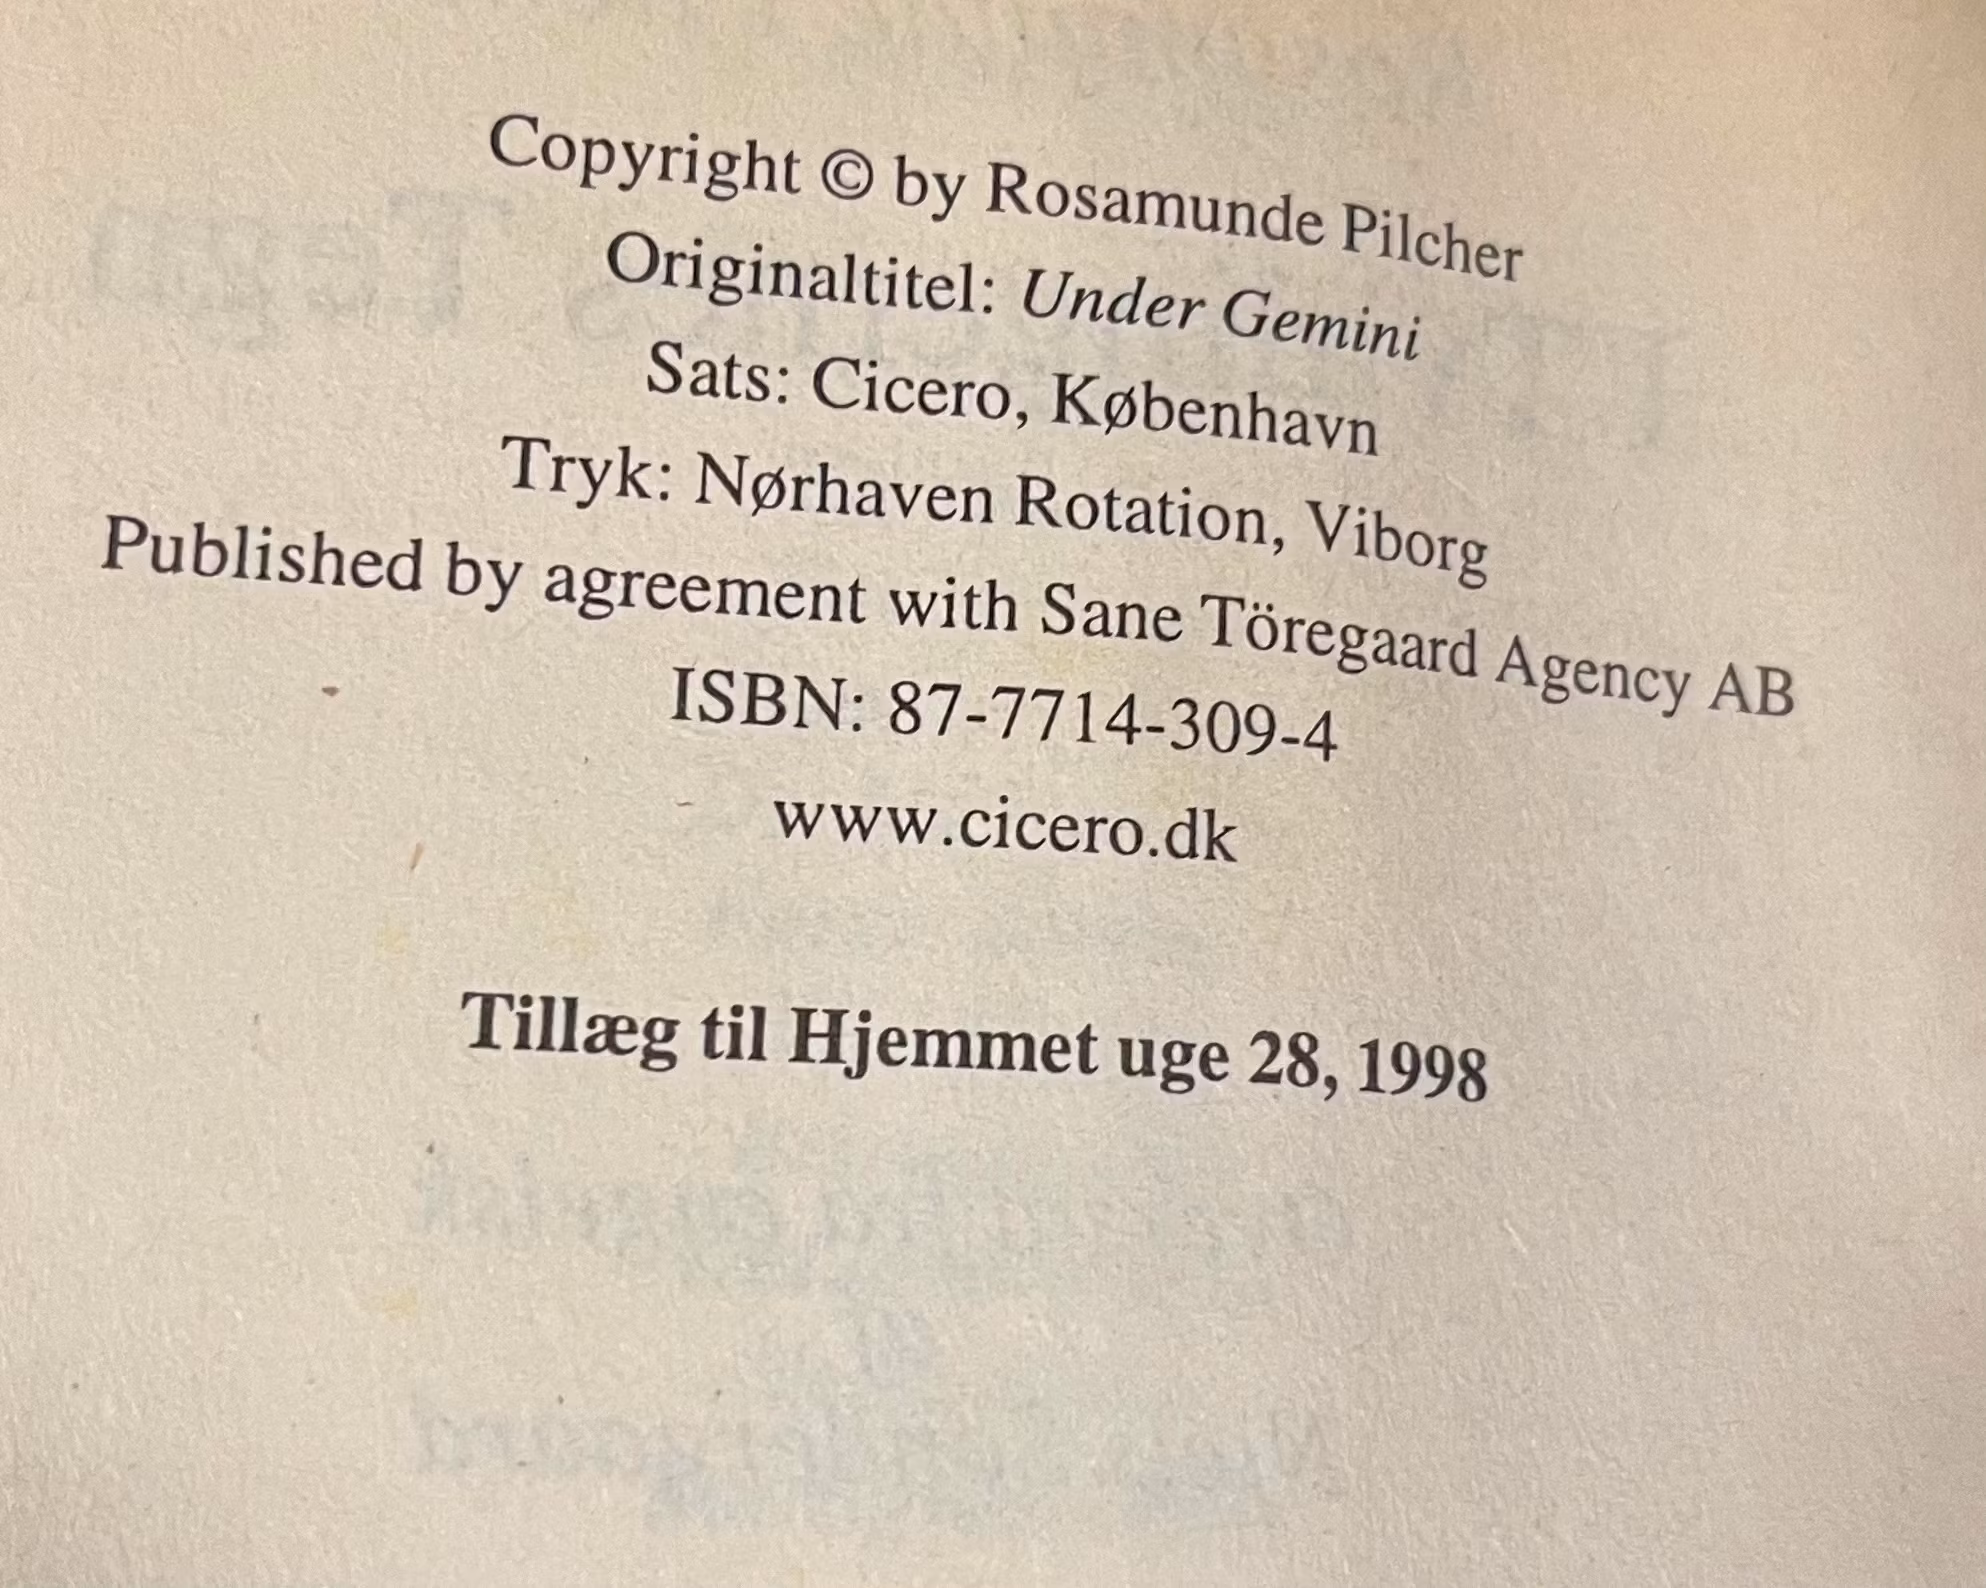 Copyright © by Rosamunde Pilcher
Originaltitel: Under Gemini
Sats: Cicero, København
Tryk: Nørhaven Rotation, Viborg
Published by agreement with Sane Töregaard Agency AB
ISBN: 87-7714-309-4
www.cicero.dk
Tillæg til Hjemmet uge 28, 1998